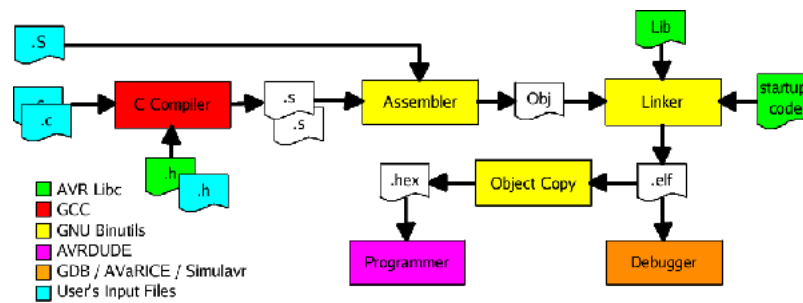 .S
Lib
.c
C Compiler
.s
.s
Assembler
Obj
Linker
startup
code
.h
.h
.hex
Object Copy
.elf
AVR Libc
GCC
GNU Binutils
AVRDUDE
GDB / AVaRICE / Simulavr
User's Input Files
Programmer
Debugger